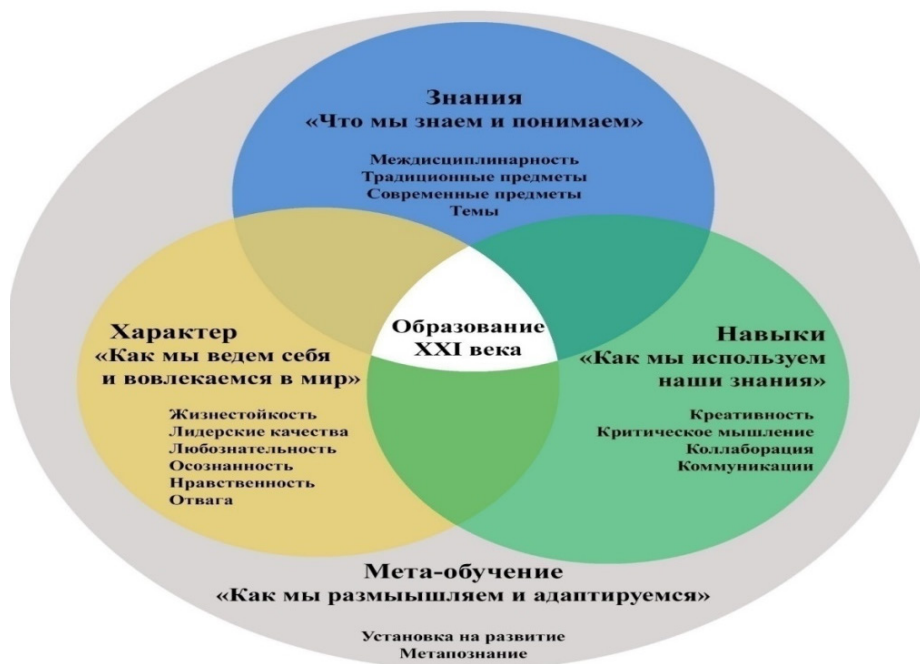 Знания
«Что мы знаем и понимаем»
Междисциплинарность
Традиционные предметы
Современные предметы
Темы
Образование
XXI века
Характер
«Как мы ведем себя
и вовлекаемся в мир»
Жизнестойкость
Лидерские качества
Любознательность
Осознанность
Нравственность
Отвага
Навыки
«Как мы используем
наши знания»
Креативность
Критическое мышление
Коллаборация
Коммуникации
Мета-обучение
«Как мы размыышляем и адаптируемся»
Установка на развитие
Метапознание